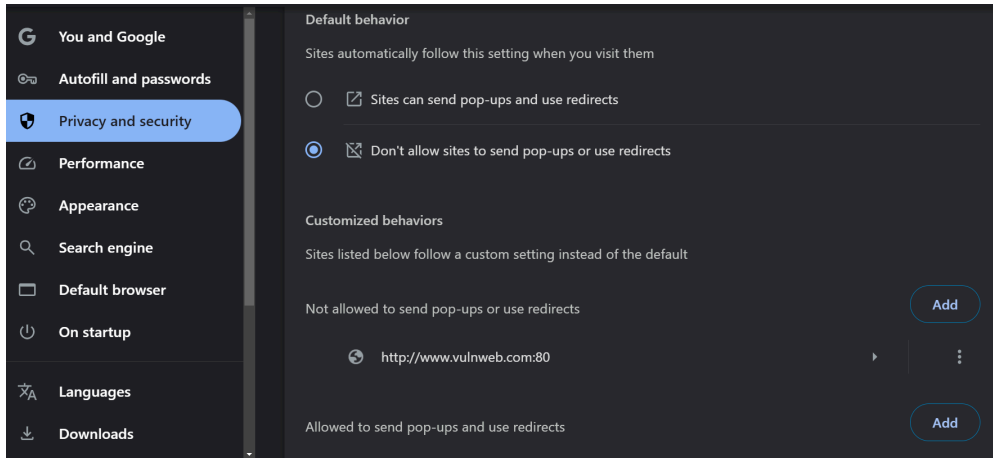 You and Google
Autofill and passwords
Privacy and security
Performance
Appearance
Search engine
Default browser
On startup
Languages
Downloads
Default behavior
Sites automatically follow this setting when you visit them
Sites can send pop-ups and use redirects
Don't allow sites to send pop-ups or use redirects
Customized behaviors
Sites listed below follow a custom setting instead of the default
Not allowed to send pop-ups or use redirects
Add
http://www.vulnweb.com:80
Allowed to send pop-ups and use redirects
Add